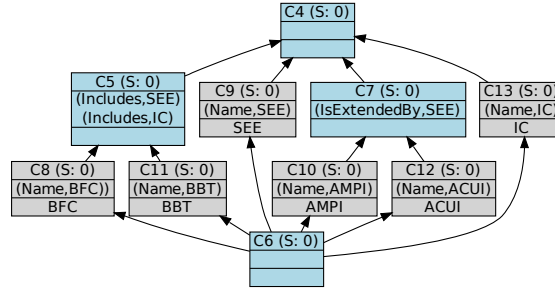 C4 (S: 0)
C5 (S: 0)
(Includes,SEE)
(Includes,IC)
C9 (S: 0)
(Name,SEE)
SEE
C7 (S: 0)
(IsExtendedBy,SEE)
C13 (S: 0)
(Name,IC)
IC
C8 (S: 0)
(Name,BFC))
BFC
C11 (S: 0)
(Name,BBT)
BBT
C10 (S: 0)
(Name,AMPI)
AMPI
C12 (S: 0)
(Name,ACUI)
ACUI
C6 (S: 0)